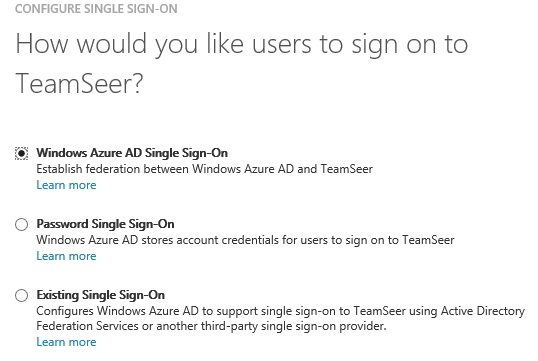 CONFIGURE SINGLE SIGN-ON
How would you like users to sign on to
TeamSeer?
Windows Azure AD Single Sign-On
Establish federation between Windows Azure AD and TeamSeer
Learn more
Password Single Sign-On
Windows Azure AD stores account credentials for users to sign on to TeamSeer
Learn more
Existing Single Sign-On
Configures Windows Azure AD to support single sign-on to TeamSeer using Active Directory
Federation Services or another third-party single sign-on provider.
Learn more